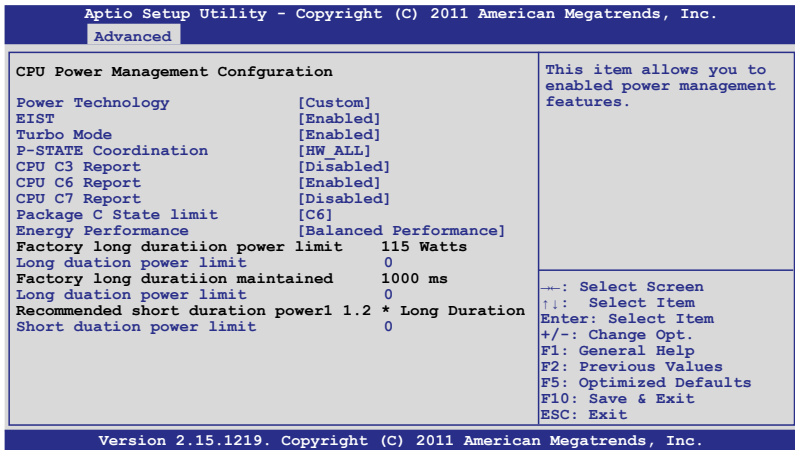 Aptio Setup Utility - Copyright (C) 2011 American Megatrends, Inc.
Advanced
CPU Power Management Confguration
Power Technology [Custom]
EIST [Enabled]
Turbo Mode [Enabled]
P-STATE Coordination [HW_ALL]
CPU C3 Report [Disabled]
CPU C6 Report [Enabled]
CPU C7 Report [Disabled]
Package C State limit [C6]
Energy Performance [Balanced Performance]
Factory long duratiion power limit 115 Watts
Long duation power limit 0
Factory long duratiion maintained 1000 ms
Long duation power limit 0
Recommended short duration power1 1.2 * Long Duration
Short duation power limit 0
This item allows you to
enabled power management
features.
→←: Select Screen
↑↓: Select Item
Enter: Select Item
+/-: Change Opt.
F1: General Help
F2: Previous Values
F5: Optimized Defaults
F10: Save & Exit
ESC: Exit
Version 2.15.1219. Copyright (C) 2011 American Megatrends, Inc.